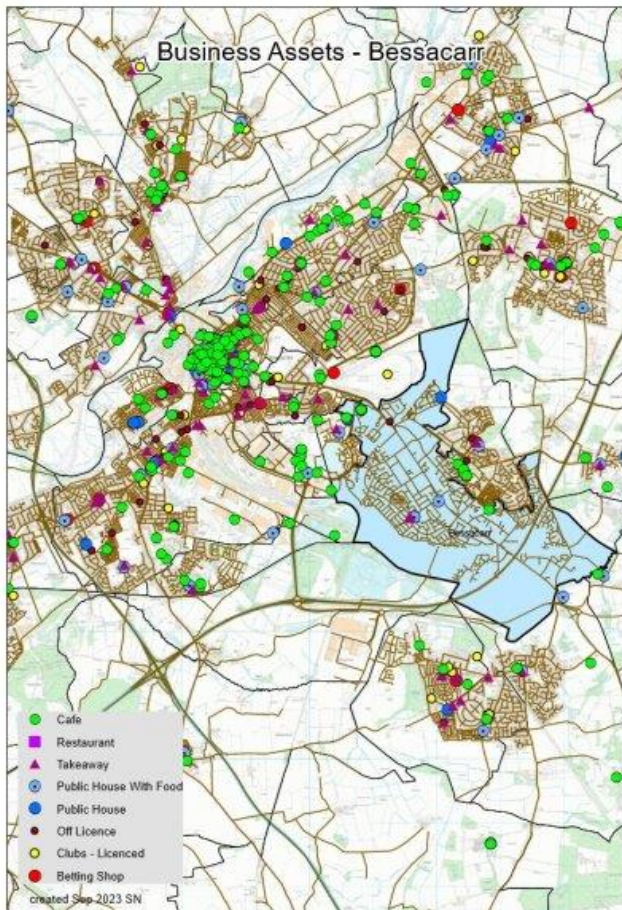 Business Assets - Bessacarr
Bessacarr
Cafe
Restaurant
Takeaway
Public House With Food
Public House
Off Licence
Clubs - Licenced
Betting Shop
created Sep 2023 SN